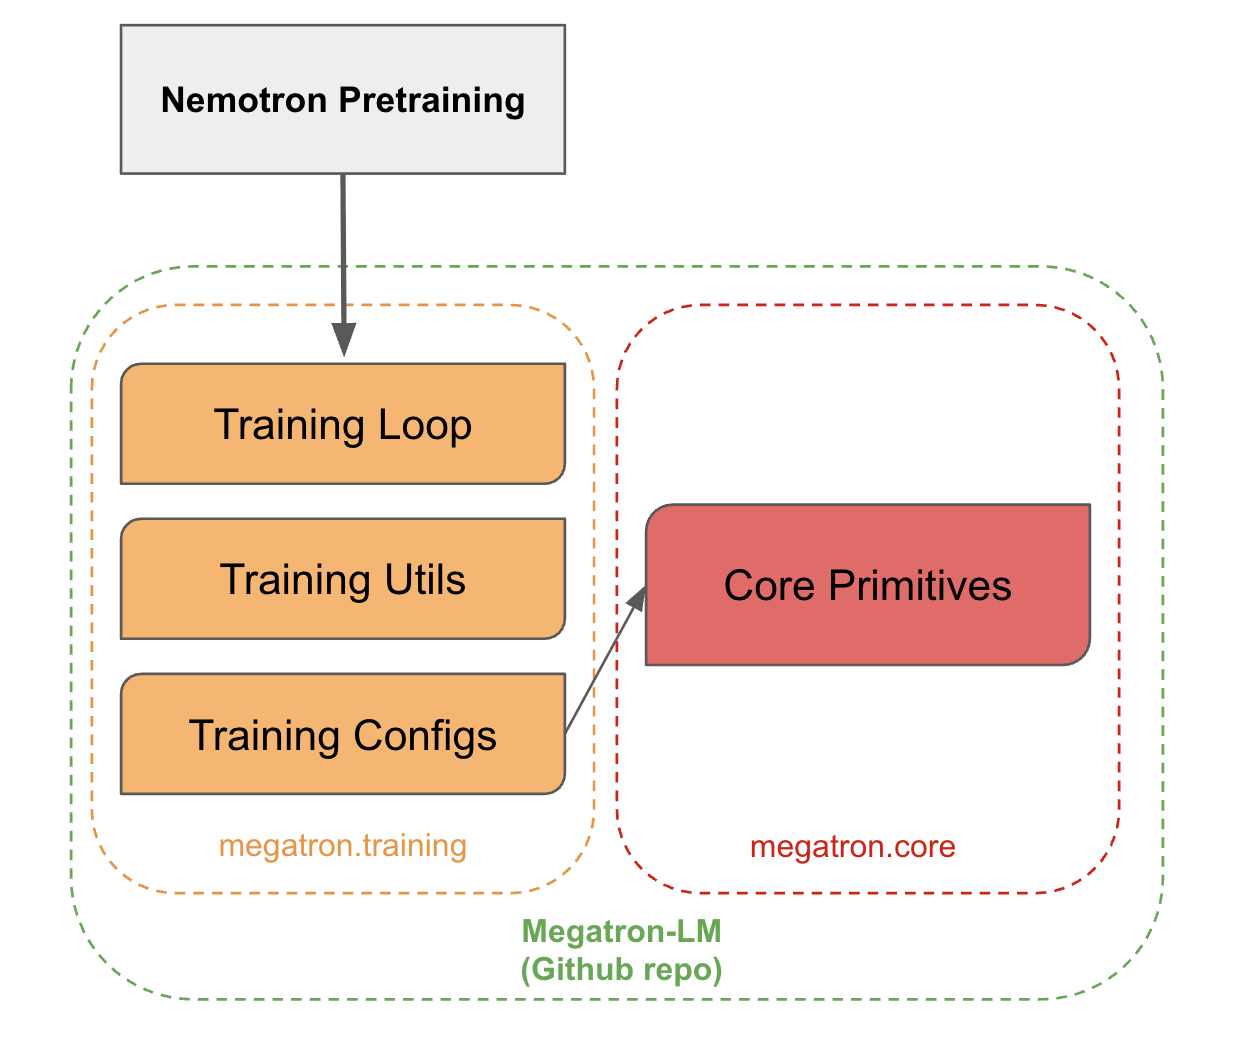 Nemotron Pretraining
Training Loop
Training Utils
Training Configs
megatron.training
Core Primitives
megatron.core
Megatron-LM
(Github repo)